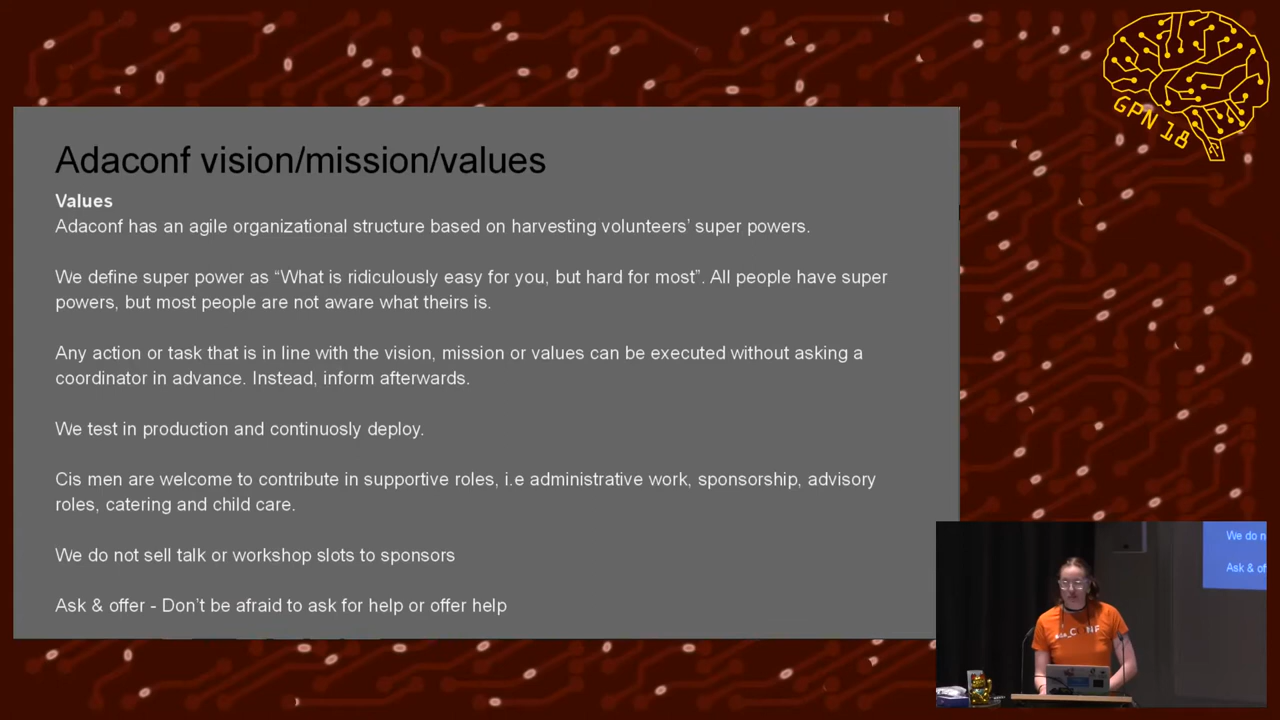 GPN 18
Adaconf vision/mission/values
Values
Adaconf has an agile organizational structure based on harvesting volunteers’ super powers.
We define super power as “What is ridiculously easy for you, but hard for most”. All people have super
powers, but most people are not aware what theirs is.
Any action or task that is in line with the vision, mission or values can be executed without asking a
coordinator in advance. Instead, inform afterwards.
We test in production and continuosly deploy.
Cis men are welcome to contribute in supportive roles, i.e administrative work, sponsorship, advisory
roles, catering and child care.
We do not sell talk or workshop slots to sponsors
Ask & offer - Don’t be afraid to ask for help or offer help
We do n
Ask & of